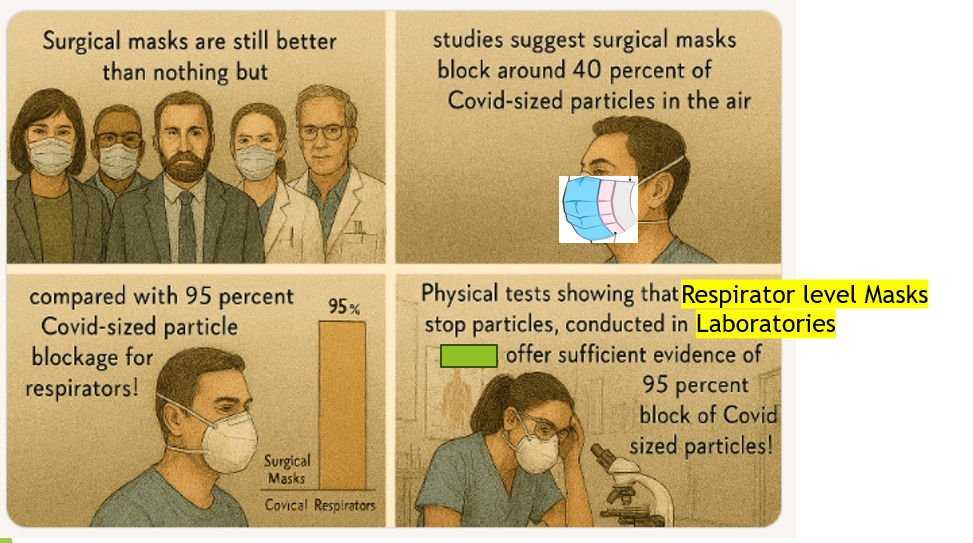 Surgical masks are still better
than nothing but
studies suggest surgical masks
block around 40 percent of
Covid-sized particles in the air
compared with 95 percent
Covid-sized particle
blockage for
respirators!
95%
Surgical
Masks
Covical Respirators
Physical tests showing that Respirator level Masks
stop particles, conducted in Laboratories
offer sufficient evidence of
95 percent
block of Covid
sized particles!